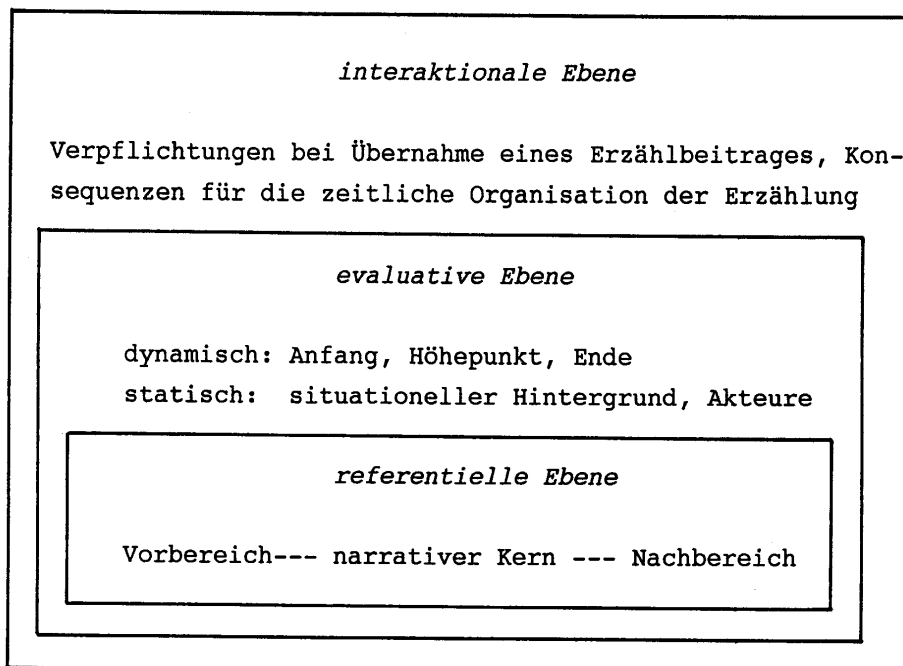 interaktionale Ebene
Verpflichtungen bei Übernahme eines Erzählbeitrages, Kon-
sequenzen für die zeitliche Organisation der Erzählung
evaluative Ebene
dynamisch: Anfang, Höhepunkt, Ende
statisch: situationeller Hintergrund, Akteure
referentielle Ebene
Vorbereich--- narrativer Kern --- Nachbereich